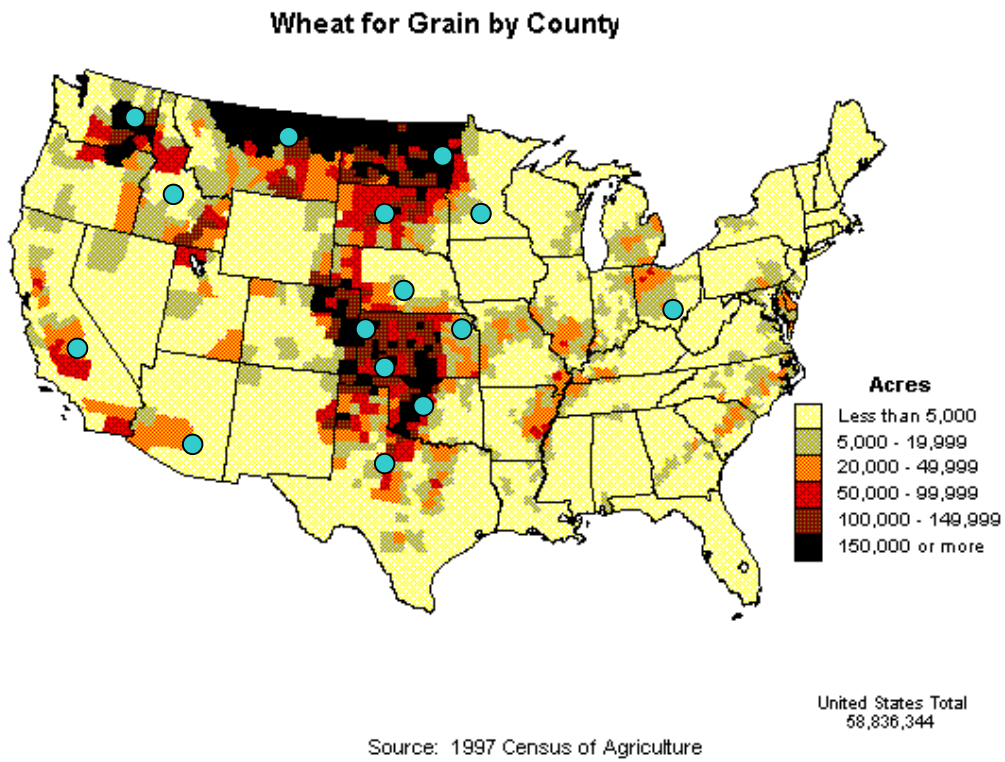 Wheat for Grain by County
Acres
Less than 5,000
5,000 - 19,999
20,000 - 49,999
50,000 - 99,999
100,000 - 149,999
150,000 or more
United States Total
58,836,344
Source: 1997 Census of Agriculture